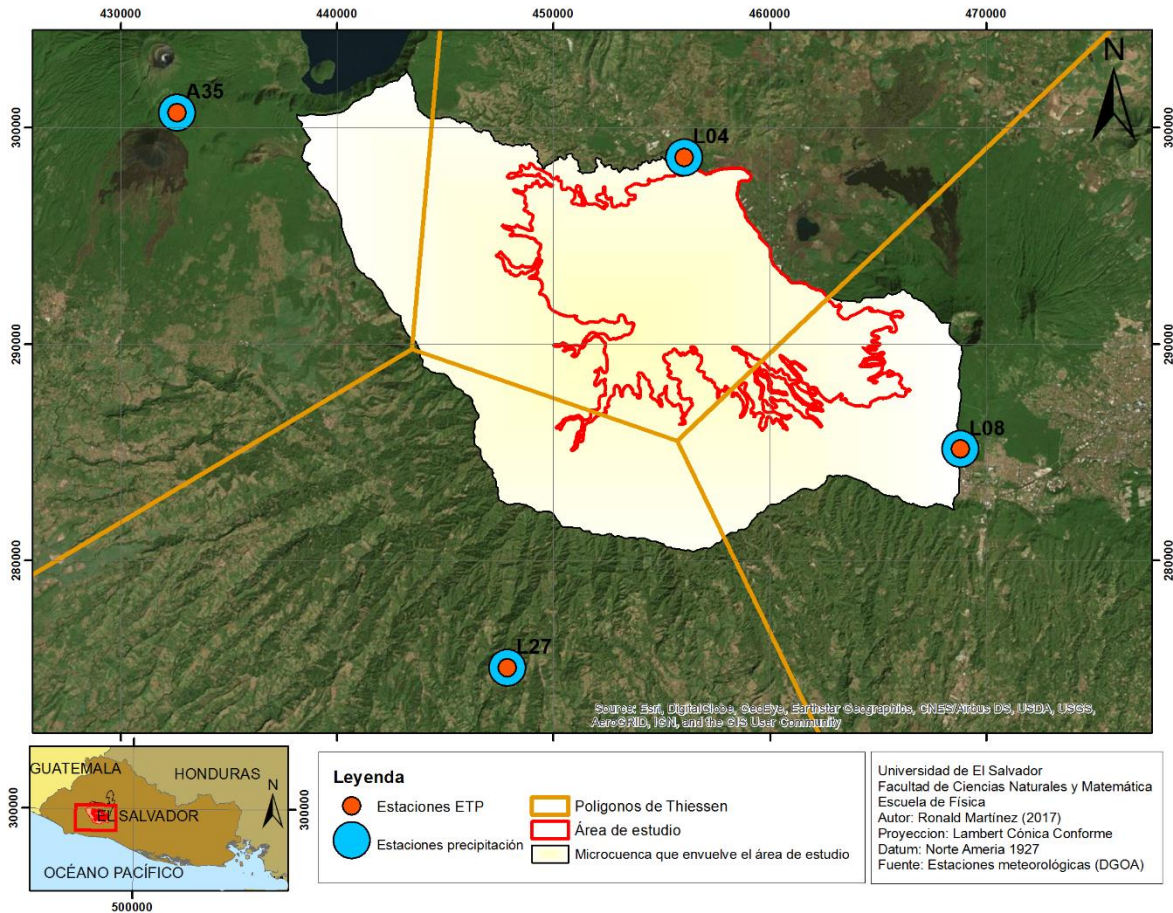 430000
440000
450000
460000
470000
N
A35
L04
300000
300000
290000
290000
L08
280000
280000
L27
Source: Esri, DigitalGlobe, GeoEye, Earthstar Geographics, CNES/Airbus DS, USDA, USGS,
AeroGRID, IGN, and the GIS User Community
GUATEMALA
HONDURAS
N
300000
300000
EL SALVADOR
OCÉANO PACÍFICO
500000
Leyenda
Estaciones ETP
Estaciones precipitación
Poligonos de Thiessen
Área de estudio
Microcuenca que envuelve el área de estudio
Universidad de El Salvador
Facultad de Ciencias Naturales y Matemática
Escuela de Física
Autor: Ronald Martínez (2017)
Proyeccion: Lambert Cónica Conforme
Datum: Norte Ameria 1927
Fuente: Estaciones meteorológicas (DGOA)